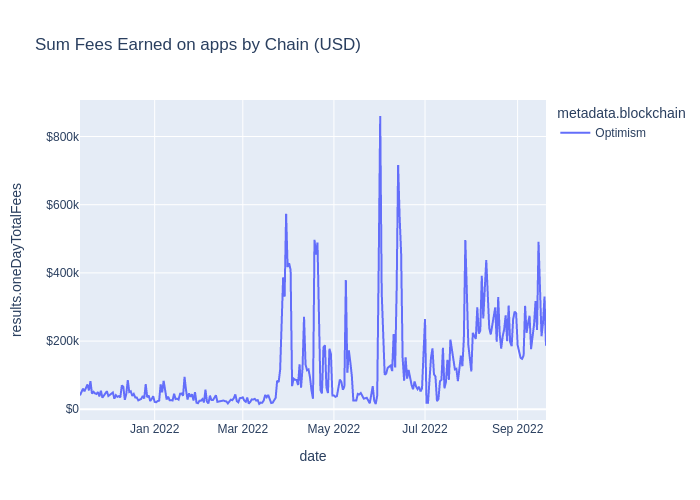 Sum Fees Earned on apps by Chain (USD)
metadata.blockchain
Optimism
$800k
$600k
$400k
$200k
$0
results.oneDayTotalFees
Jan 2022
Mar 2022
May 2022
Jul 2022
Sep 2022
date